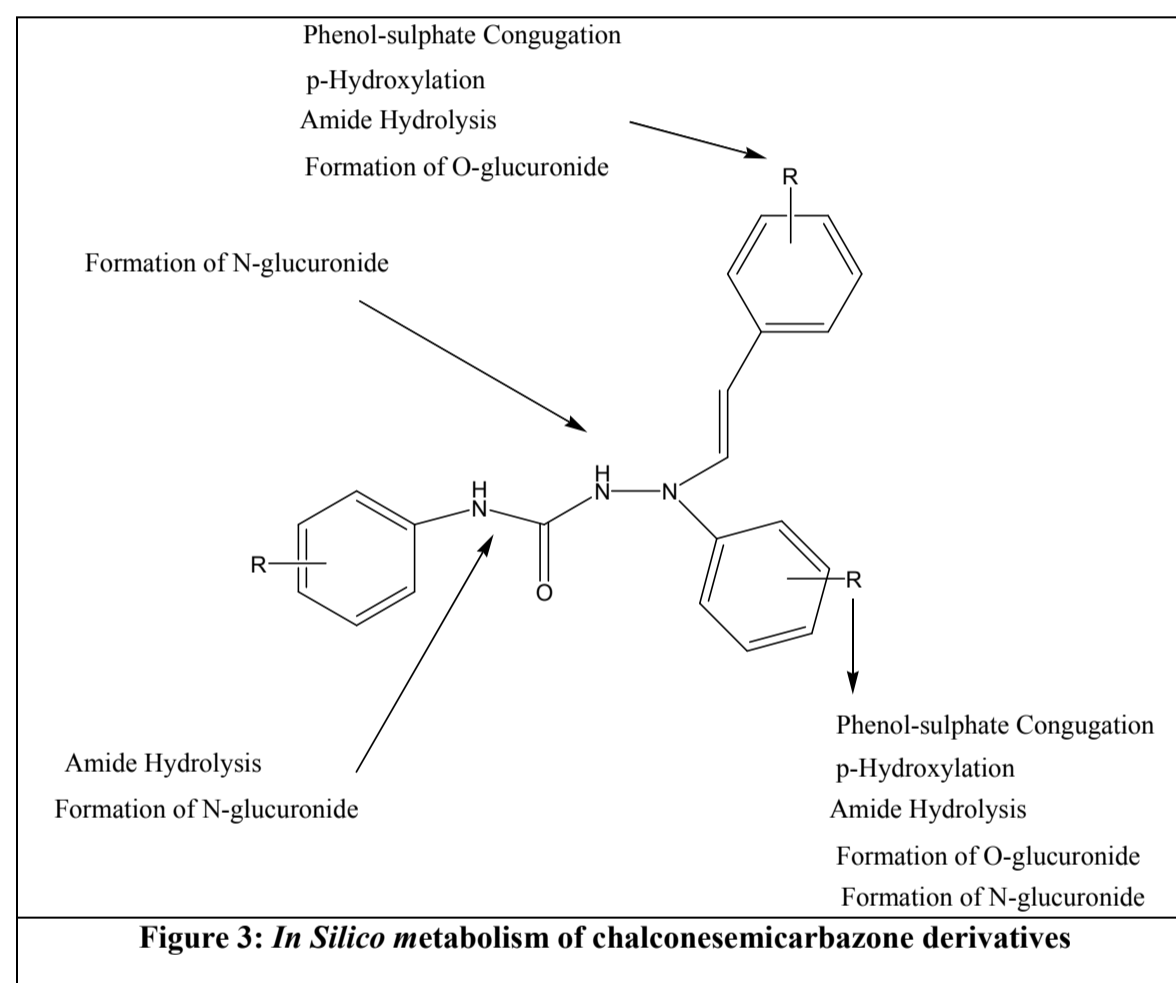 Phenol-sulphate Congugation
p-Hydroxylation
Amide Hydrolysis
Formation of O-glucuronide
R
Formation of N-glucuronide
H
N
H
N
N
R
O
R
Amide Hydrolysis
Formation of N-glucuronide
Phenol-sulphate Congugation
p-Hydroxylation
Amide Hydrolysis
Formation of O-glucuronide
Formation of N-glucuronide
Figure 3: In Silico metabolism of chalconesemicarbazone derivatives